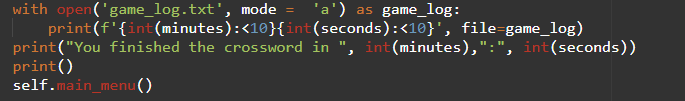 with open('game_log.txt', mode =  'a') as game_log:
    print(f'{int(minutes):<10}{int(seconds):<10}', file=game_log)
print("You finished the crossword in ", int(minutes),":", int(seconds))
print()
self.main_menu()